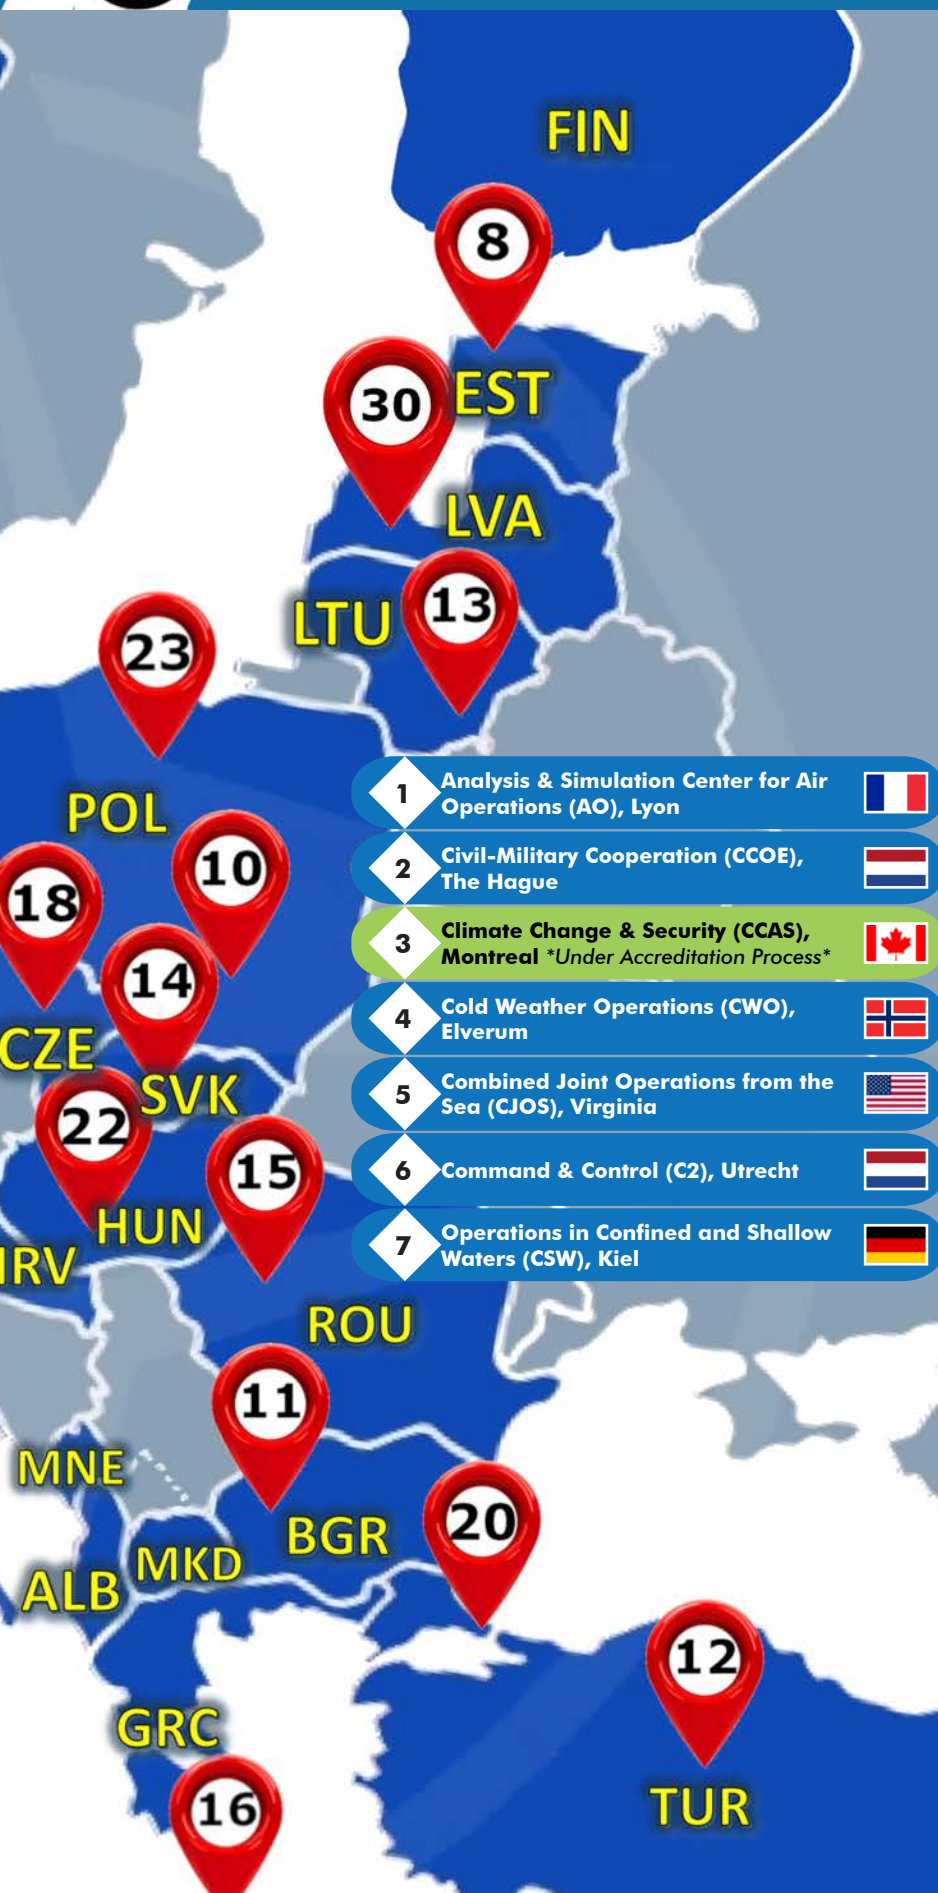 FIN
8
30
EST
LVA
LTU
13
23
POL
10
18
14
CZE
SVK
22
15
HUN
RV
ROU
11
MNE
BGR
20
MKD
ALB
12
GRC
16
TUR
1 Analysis & Simulation Center for Air
Operations (AO), Lyon
2 Civil-Military Cooperation (CCOE),
The Hague
3 Climate Change & Security (CCAS),
Montreal *Under Accreditation Process*
4 Cold Weather Operations (CWO),
Elverum
5 Combined Joint Operations from the
Sea (CJOS), Virginia
6 Command & Control (C2), Utrecht
7 Operations in Confined and Shallow
Waters (CSW), Kiel